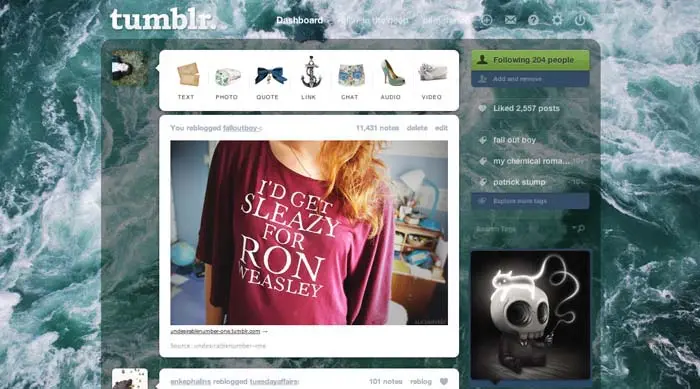 tumblr.
Dashboard
TEXT PHOTO QUOTE LINK CHAT AUDIO VIDEO
Following 204 people
Add and remove
Liked 2,557 posts
fall out boy
my chemical roma...
patrick stump
Explore more tags
Search Tags
You reblogged falloutboy-:
11,431 notes delete edit
I'D GET
SLEAZY
FOR
RON
WEASLEY
undesirablenumber-one.tumblr.com →
Source: undesirablenumber-one
enkephalins reblogged tuesdayaffairs:
101 notes reblog